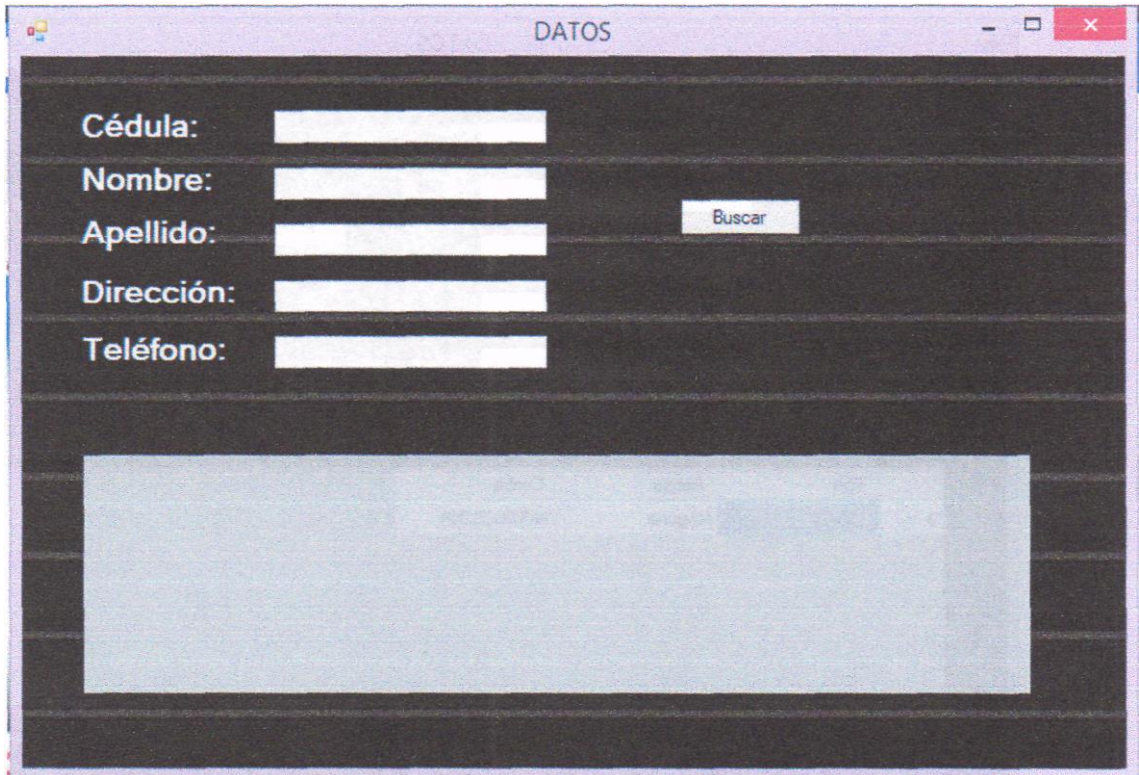 DATOS
Cédula:
Nombre:
Buscar
Apellido:
Dirección:
Teléfono: